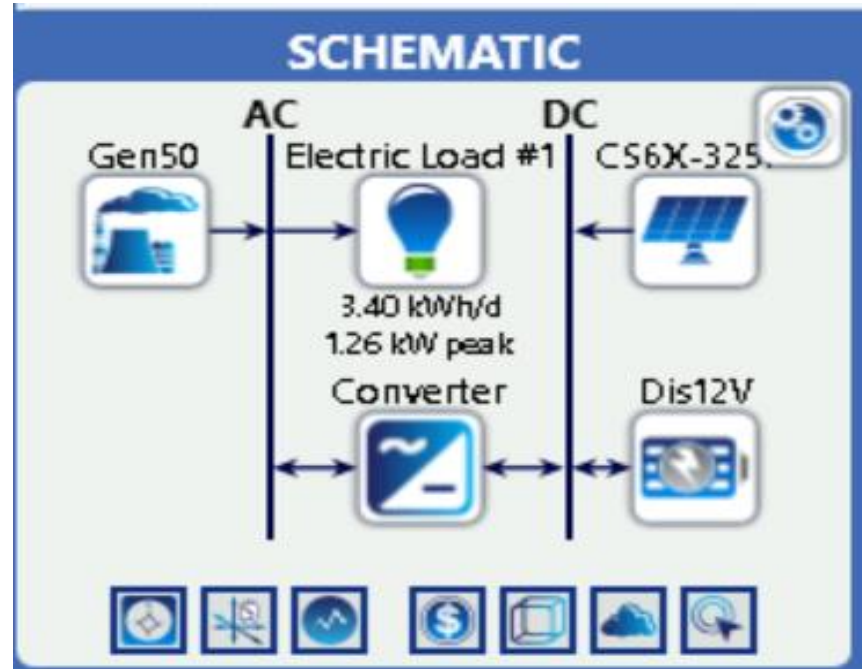 SCHEMATIC
AC DC
Gen50 Electric Load #1 CS6X-325
3.40 kWh/d
1.26 kW peak
Converter Dis12V